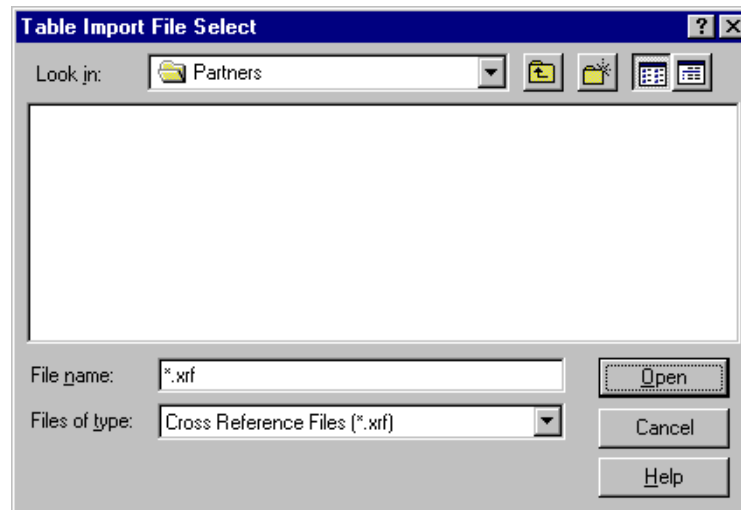 Table Import File Select
Look in: Partners
File name: *.xrf
Open
Files of type: Cross Reference Files (*.xrf)
Cancel
Help